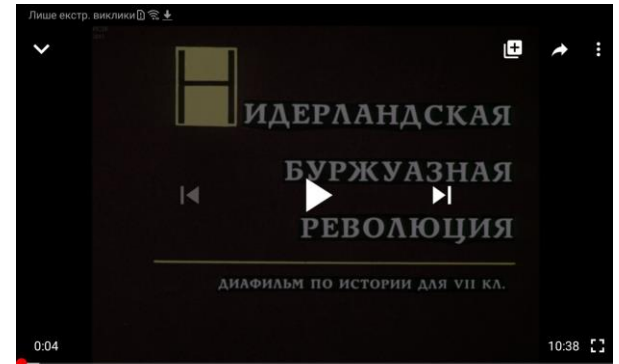 Лише екстр. виклики
НИДЕРЛАНДСКАЯ
БУРЖУАЗНАЯ
РЕВОЛЮЦИЯ
ДИАФИЛЬМ ПО ИСТОРИИ ДЛЯ VII КЛ.
0:04 10:38